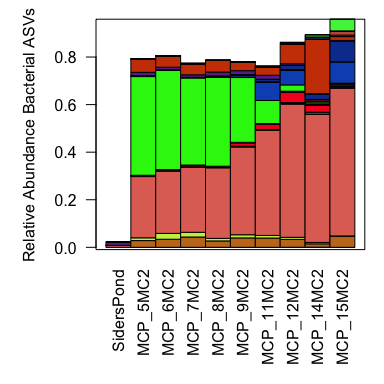 Relative Abundance Bacterial ASVs
0.8
0.6
0.4
0.2
0.0
SidersPond
MCP_5MC2
MCP_6MC2
MCP_7MC2
MCP_8MC2
MCP_9MC2
MCP_11MC2
MCP_12MC2
MCP_14MC2
MCP_15MC2